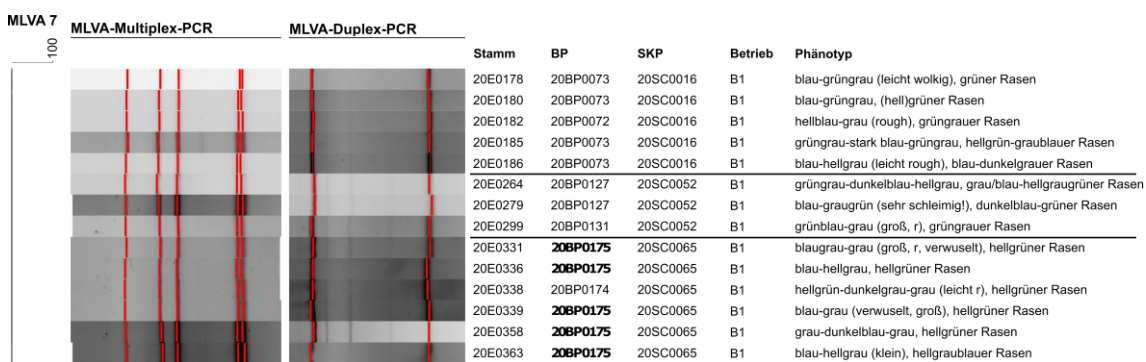 MLVA 7
MLVA-Multiplex-PCR MLVA-Duplex-PCR
100
Stamm BP SKP Betrieb Phänotyp
20E0178 20BP0073 20SC0016 B1 blau-grüngrau (leicht wolkig), grüner Rasen
20E0180 20BP0073 20SC0016 B1 blau-grüngrau, (hell)grüner Rasen
20E0182 20BP0072 20SC0016 B1 hellblau-grau (rough), grüngrauer Rasen
20E0185 20BP0073 20SC0016 B1 grüngrau-stark blau-grüngrau, hellgrün-graublauer Rasen
20E0186 20BP0073 20SC0016 B1 blau-hellgrau (leicht rough), blau-dunkelgrauer Rasen
20E0264 20BP0127 20SC0052 B1 grüngrau-dunkelblau-hellgrau, grau/blau-hellgraugrüner Rasen
20E0279 20BP0127 20SC0052 B1 blau-graugrün (sehr schleimig!), dunkelblau-grüner Rasen
20E0299 20BP0131 20SC0052 B1 grünblau-grau (groß, r), grüngrauer Rasen
20E0331 20BP0175 20SC0065 B1 blaugrau-grau (groß, r, verwuselt), hellgrüner Rasen
20E0336 20BP0175 20SC0065 B1 blau-hellgrau, hellgrüner Rasen
20E0338 20BP0174 20SC0065 B1 hellgrün-dunkelgrau-grau (leicht r), hellgrüner Rasen
20E0339 20BP0175 20SC0065 B1 blau-grau (verwuselt, groß), hellgrüner Rasen
20E0358 20BP0175 20SC0065 B1 grau-dunkelblau-grau, hellgrüner Rasen
20E0363 20BP0175 20SC0065 B1 blau-hellgrau (klein), hellgraublauer Rasen